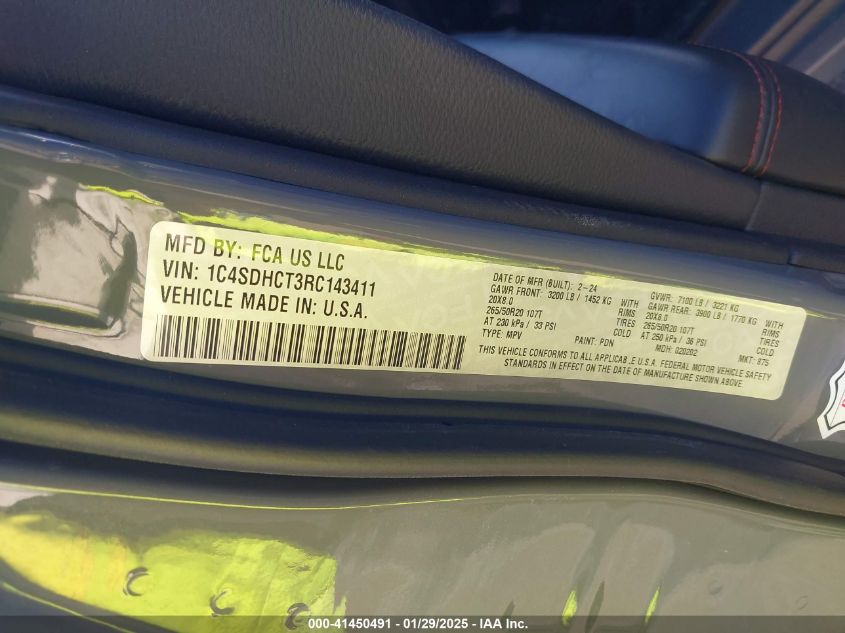 MFD BY: FCA US LLC
VIN: 1C4SDHCT3RC143411
VEHICLE MADE IN: U.S.A.
DATE OF MFR (BUILT): 2-24
GAWR FRONT: 3200 LB / 1452 KG WITH
20X8.0 RIMS
265/50R20 107T TIRES
AT 230 kPa / 33 PSI COLD
TYPE: MPV PAINT: PDN
GVWR: 7100 LB / 3221 KG
GAWR REAR: 3900 LB / 1770 KG WITH
20X8.0 RIMS
265/50R20 107T TIRES
AT 250 kPa / 36 PSI COLD
MDH: 020202 MKT: 875
THIS VEHICLE CONFORMS TO ALL APPLICAB_E U.S.A. FEDERAL MOTOR VEHICLE SAFETY
STANDARDS IN EFFECT ON THE DATE OF MANUFACTURE SHOWN ABOVE.
000-41450491 - 01/29/2025 - IAA Inc.